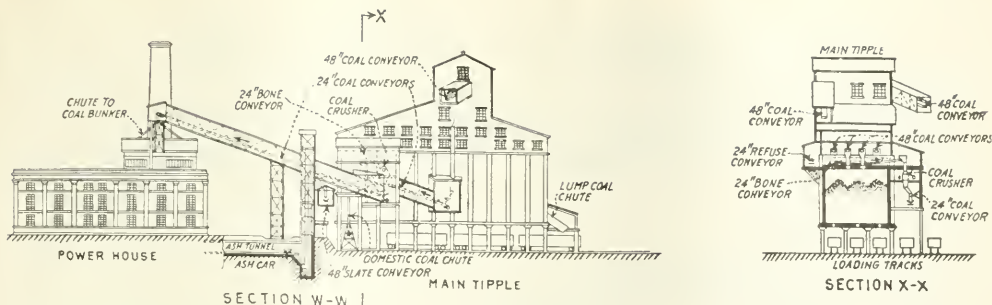 X
48" COAL CONVEYOR
24" COAL CONVEYORS
24" BONE
CONVEYOR
COAL
CRUSHER
CHUTE TO
COAL BUNKER
LUMP COAL
CHUTE
ASH TUNNEL
ASH CAR
POWER HOUSE
DOMESTIC COAL CHUTE
48" SLATE CONVEYOR
MAIN TIPPLE
SECTION W-W
MAIN TIPPLE
48" COAL
CONVEYOR
48" COAL
CONVEYOR
48" COAL CONVEYORS
24" REFUSE
CONVEYOR
24" BONE
CONVEYOR
COAL
CRUSHER
24" COAL
CONVEYOR
LOADING TRACKS
SECTION X-X